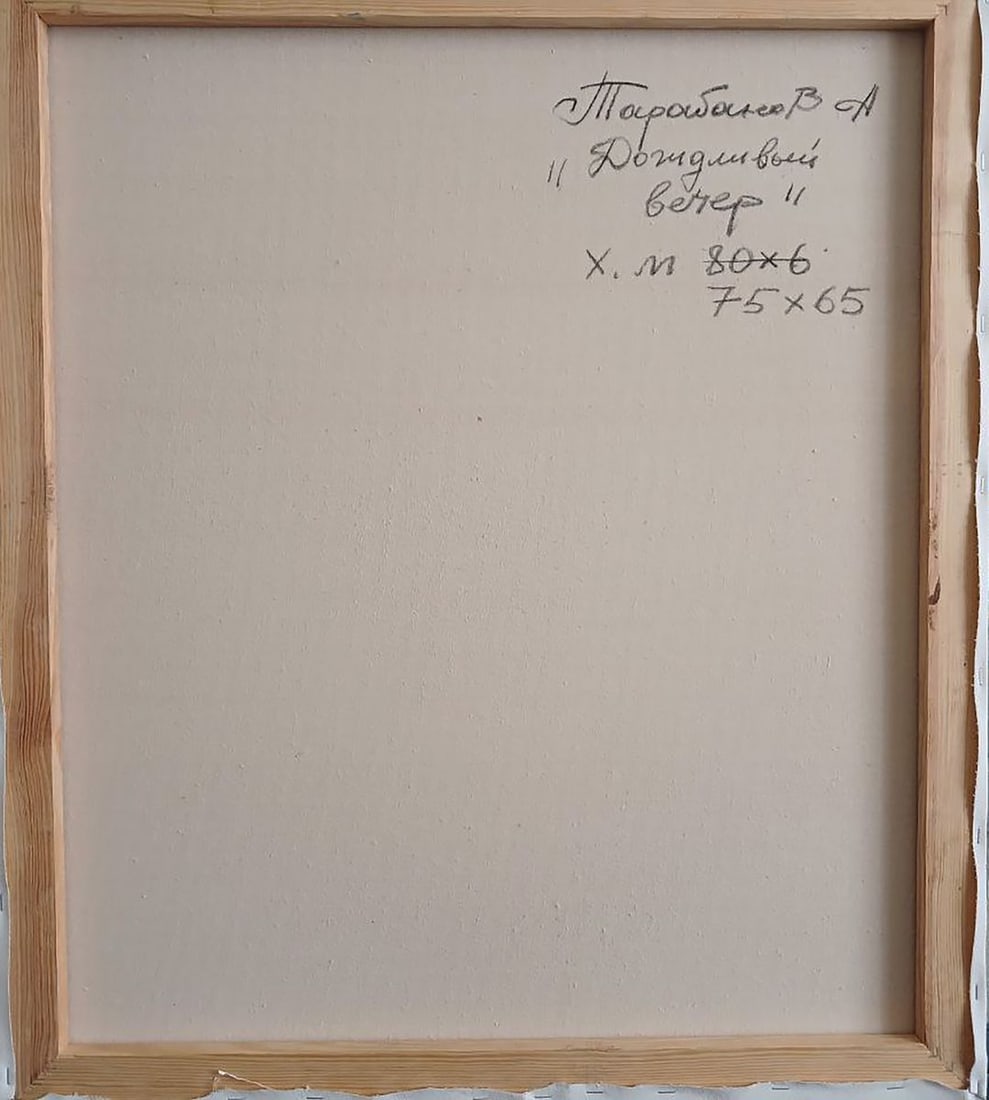 Тарабанов А
"Дождливый
вечер"
Х. м 80×6
75×65